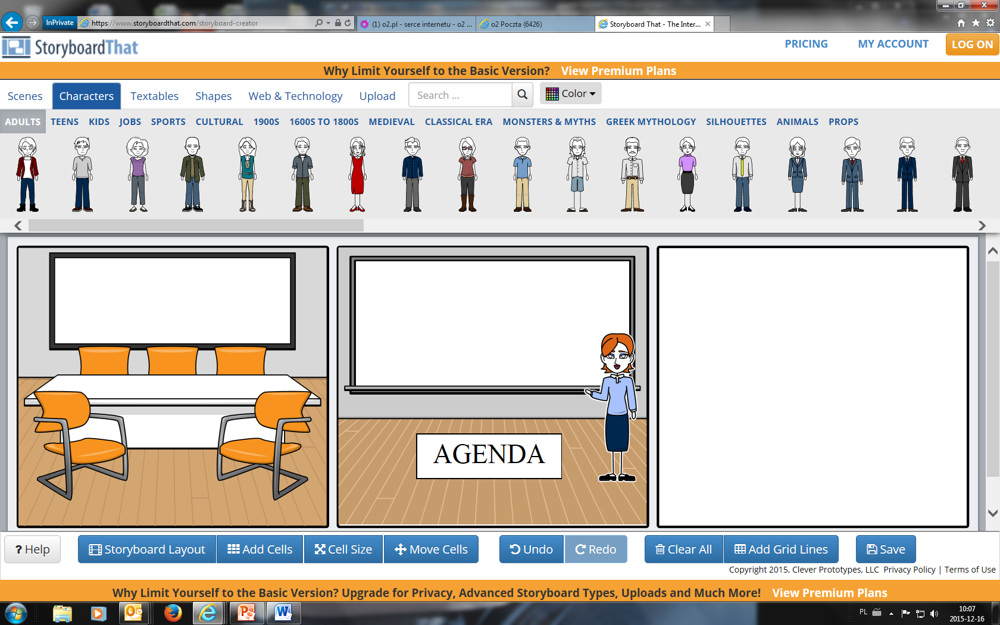 InPrivate https://www.storyboardthat.com/storyboard-creator (1) o2.pl - serce internetu - o2 ... o2 Poczta (6426) Storyboard That - The Inter...
StoryboardThat PRICING MY ACCOUNT LOG ON
Why Limit Yourself to the Basic Version? View Premium Plans
Scenes Characters Textables Shapes Web & Technology Upload Search ... Color
ADULTS TEENS KIDS JOBS SPORTS CULTURAL 1900S 1600S TO 1800S MEDIEVAL CLASSICAL ERA MONSTERS & MYTHS GREEK MYTHOLOGY SILHOUETTES ANIMALS PROPS
AGENDA
? Help Storyboard Layout Add Cells Cell Size Move Cells Undo Redo Clear All Add Grid Lines Save
Copyright 2015, Clever Prototypes, LLC Privacy Policy | Terms of Use
Why Limit Yourself to the Basic Version? Upgrade for Privacy, Advanced Storyboard Types, Uploads and Much More! View Premium Plans
PL 10:07
2015-12-16